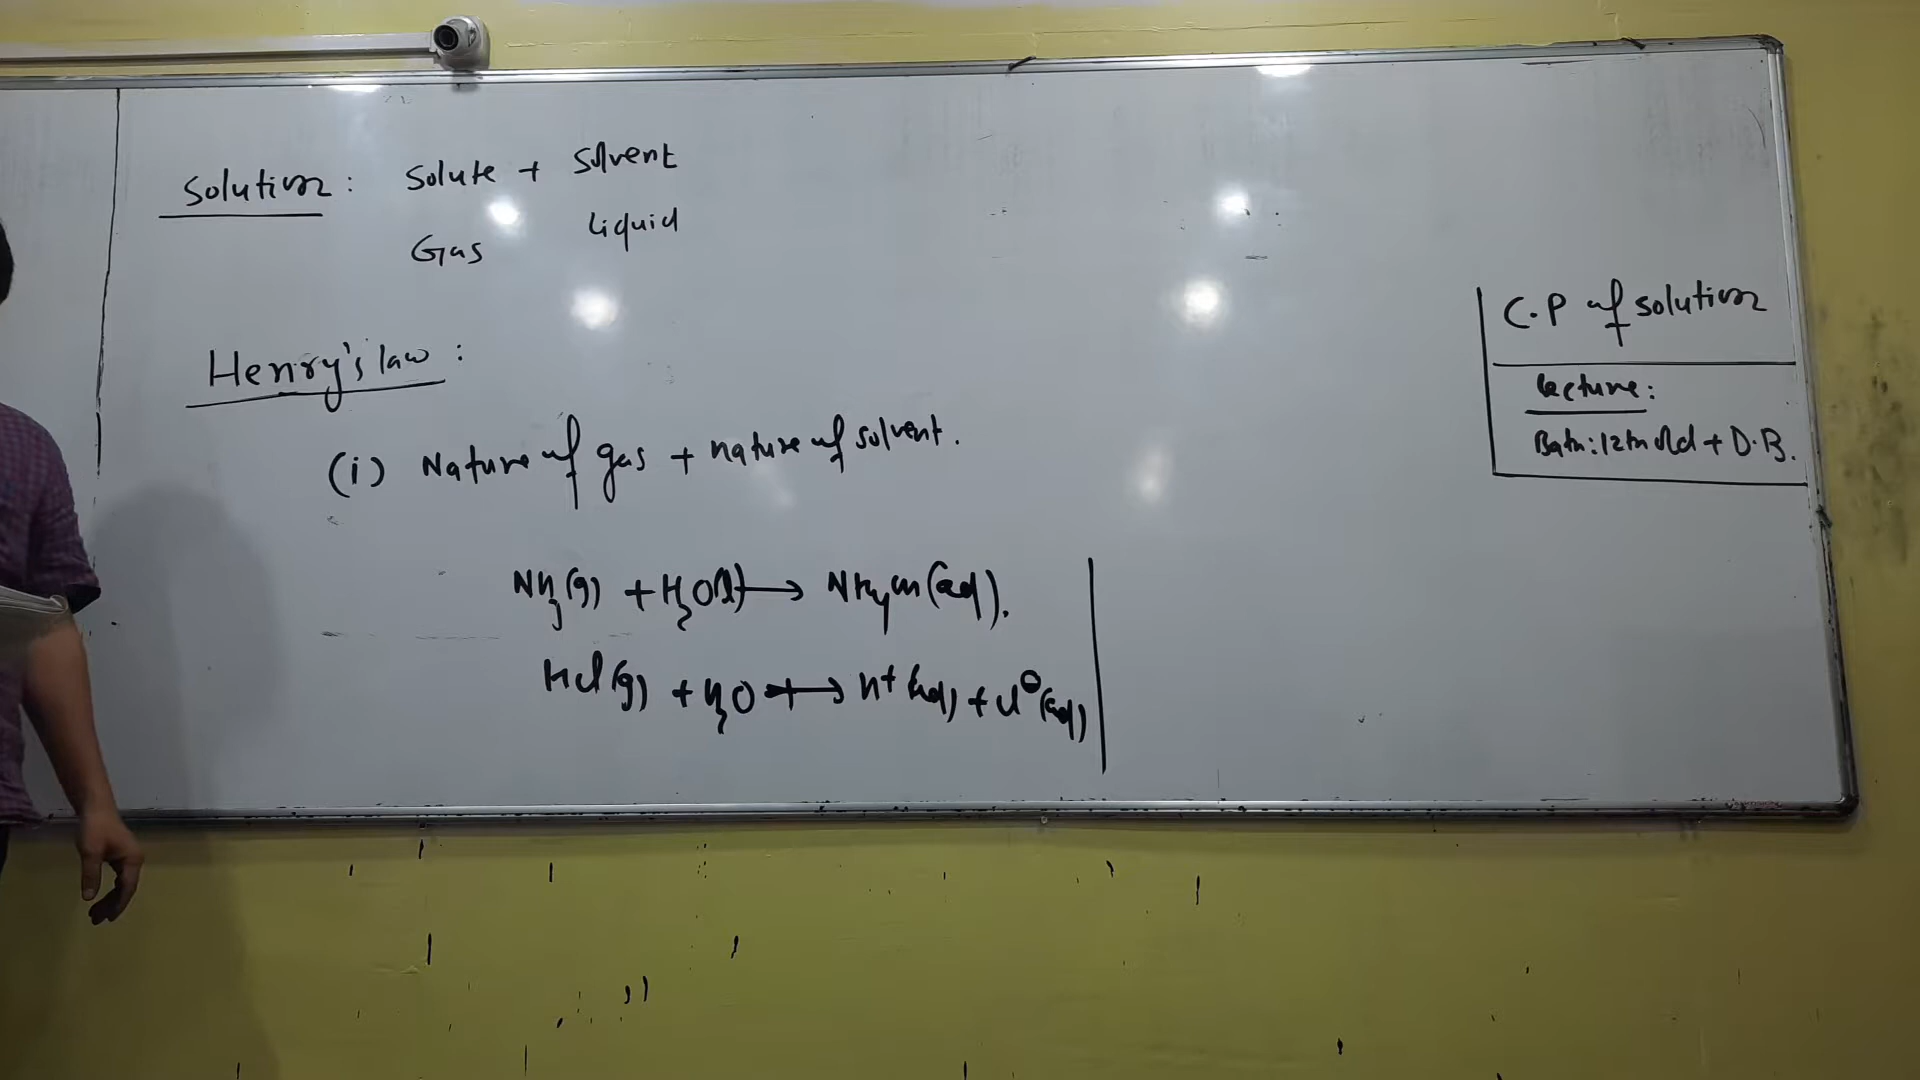 Solution: Solute + Solvent
Gas Liquid
Henry's law:
(i) Nature of gas + nature of solvent.
NH3(g) + H2O(l) → NH4OH(aq).
HCl(g) + H2O → H+(aq) + Cl⊖(aq)
C.P of solution
Lecture:
12th old + D.B.